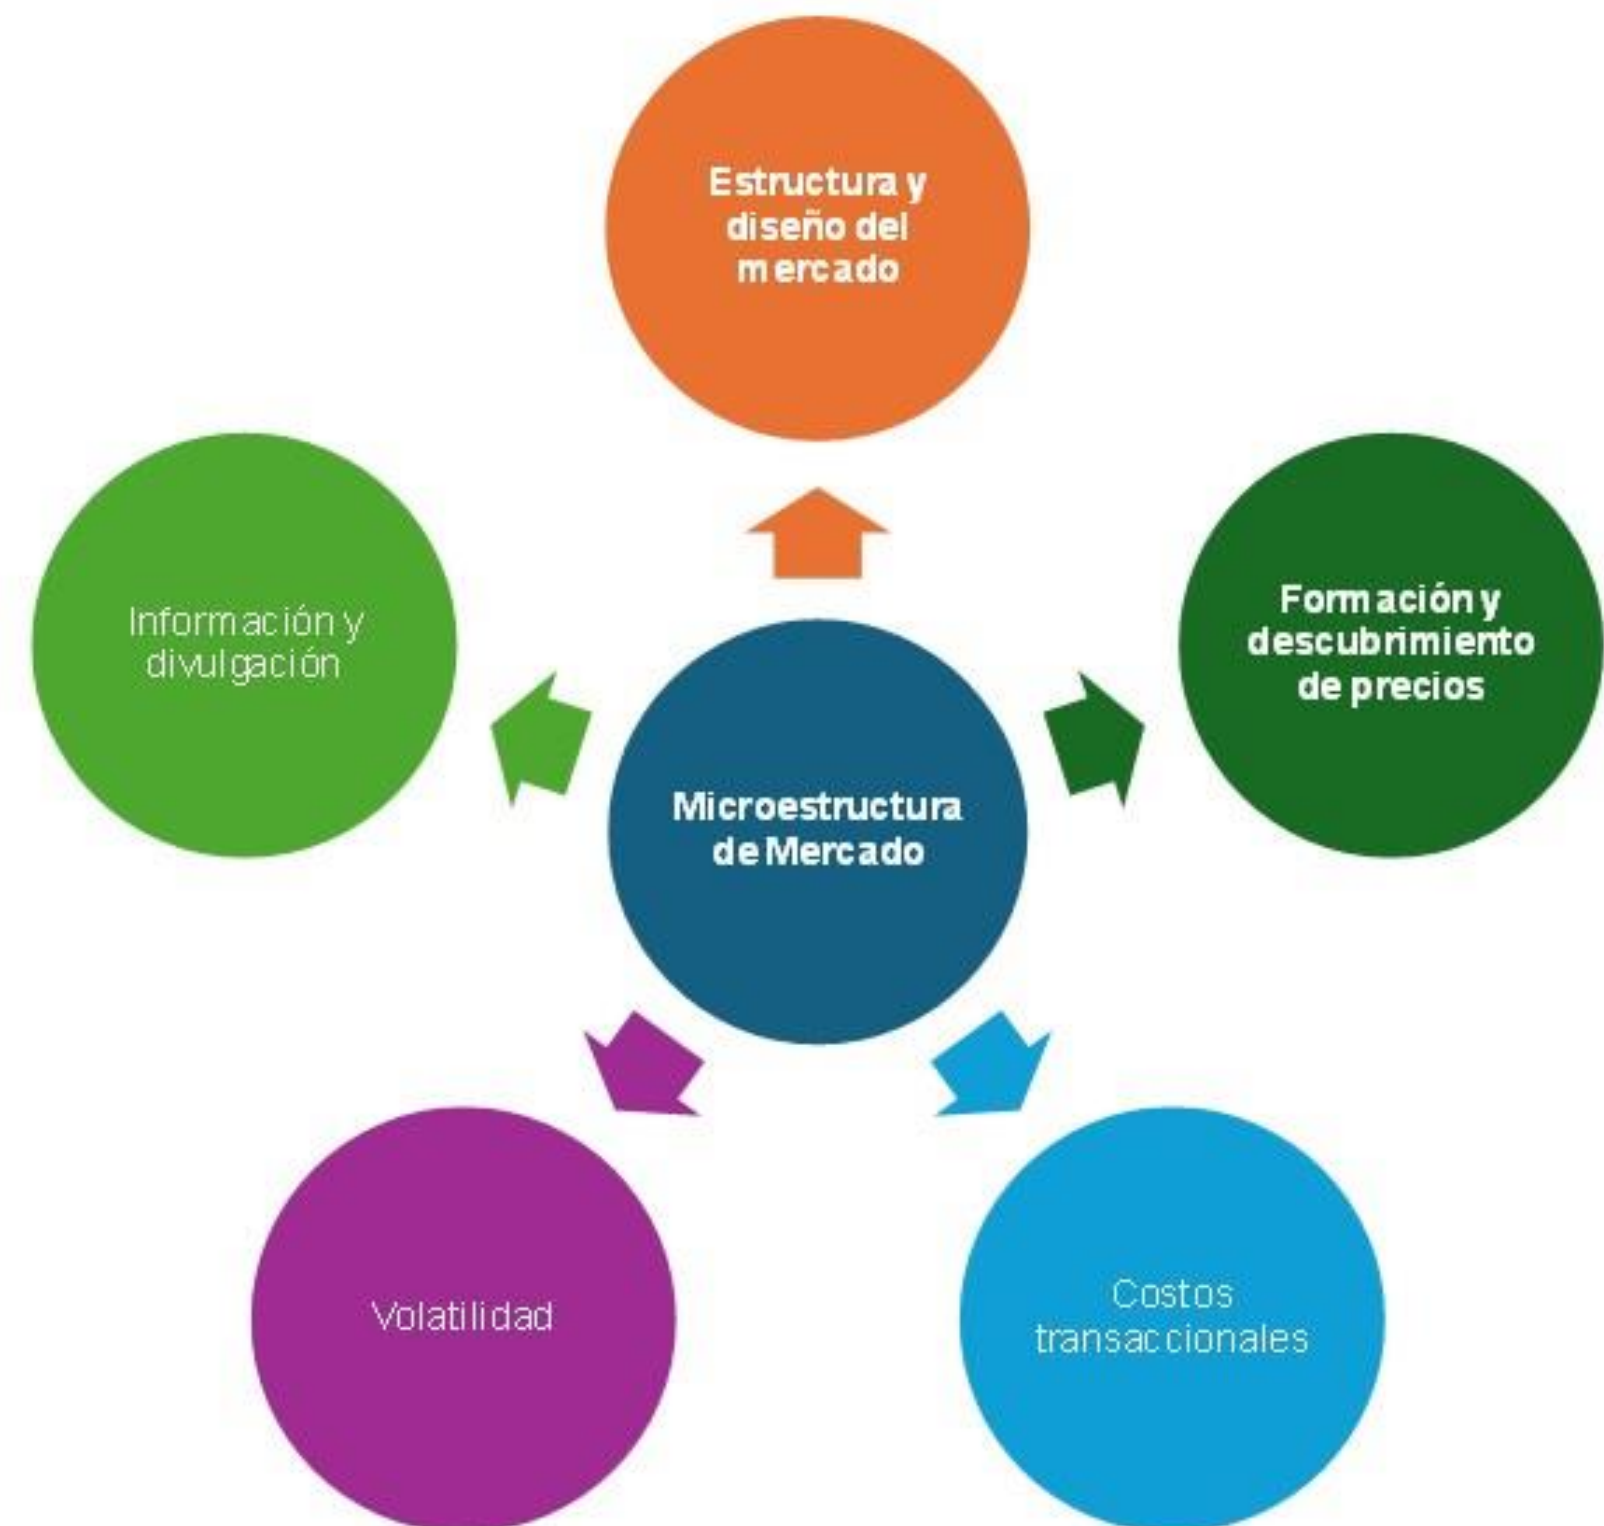 Estructura y
diseño del
mercado
Formación y
descubrimiento
de precios
Información y
divulgación
Microestructura
de Mercado
Costos
transaccionales
Volatilidad